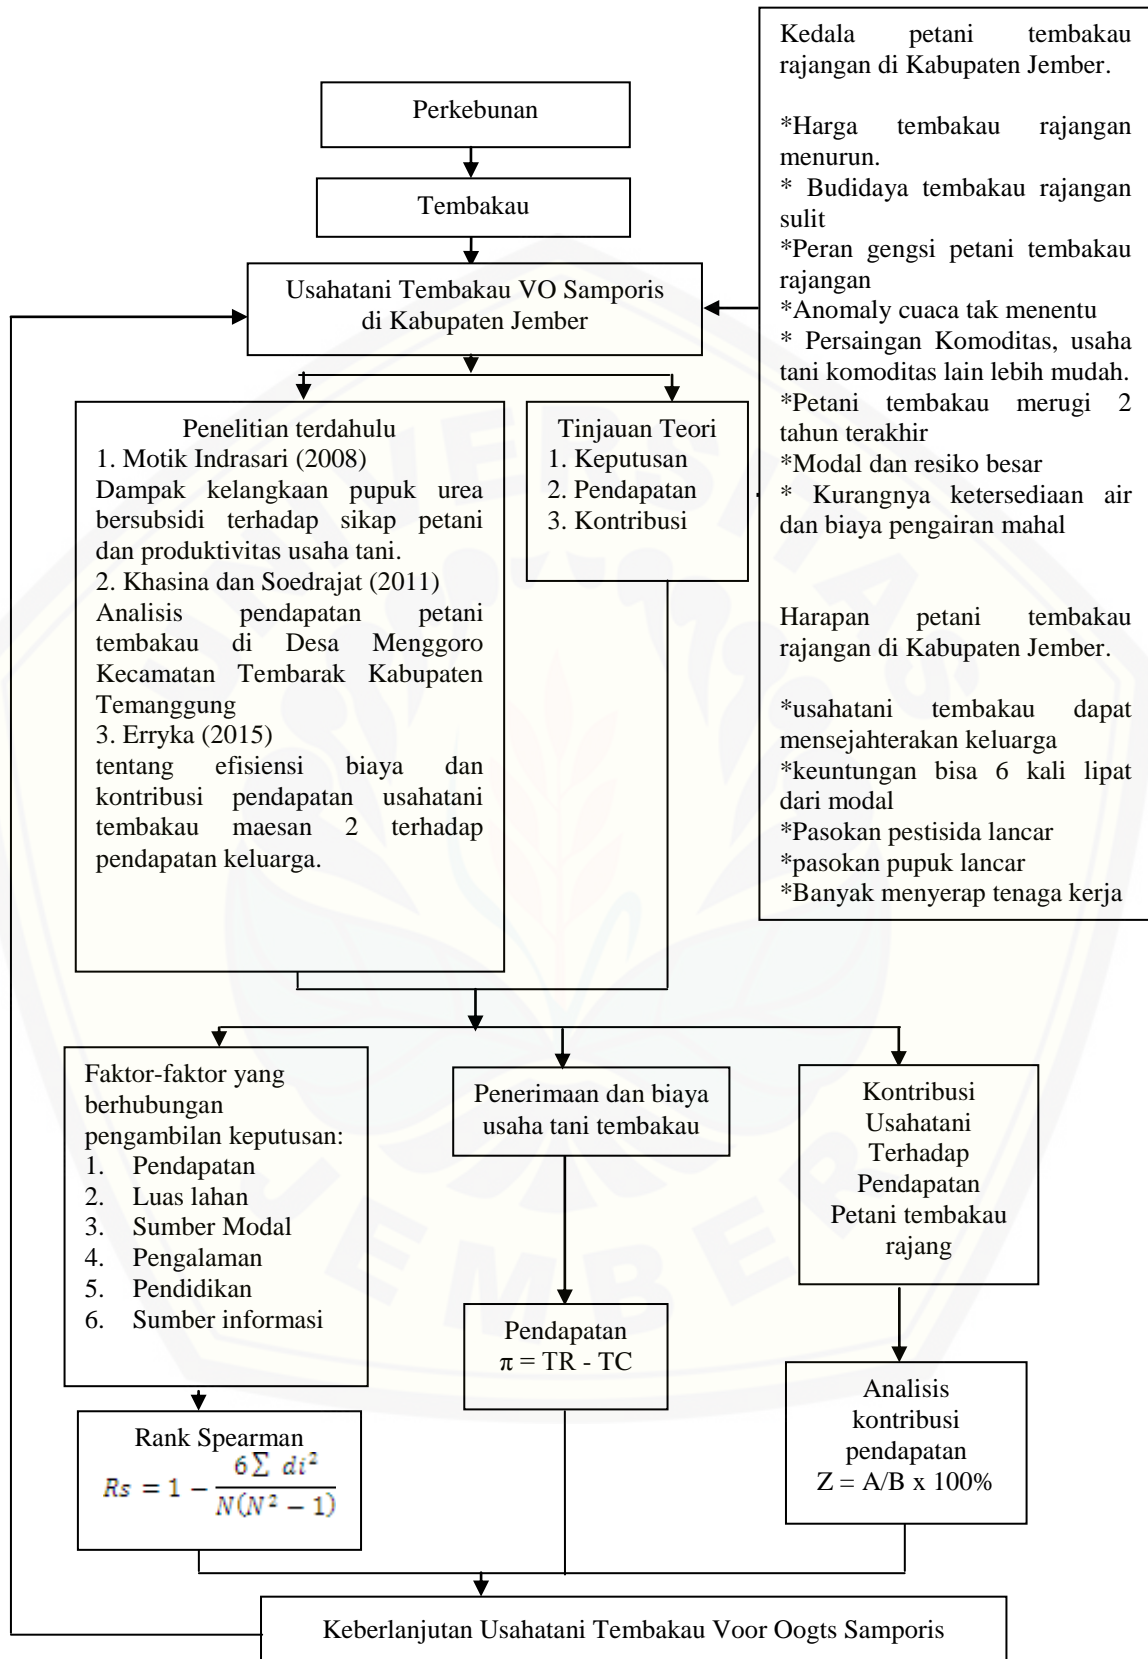 Perkebunan
Tembakau
Usahatani Tembakau VO Samporis
di Kabupaten Jember
Kedala petani tembakau
rajangan di Kabupaten Jember.
*Harga tembakau rajangan
menurun.
* Budidaya tembakau rajangan
sulit
*Peran gengsi petani tembakau
rajangan
*Anomaly cuaca tak menentu
* Persaingan Komoditas, usaha
tani komoditas lain lebih mudah.
*Petani tembakau merugi 2
tahun terakhir
*Modal dan resiko besar
* Kurangnya ketersediaan air
dan biaya pengairan mahal
Harapan petani tembakau
rajangan di Kabupaten Jember.
*usahatani tembakau dapat
mensejahterakan keluarga
*keuntungan bisa 6 kali lipat
dari modal
*Pasokan pestisida lancar
*pasokan pupuk lancar
*Banyak menyerap tenaga kerja
Penelitian terdahulu
1. Motik Indrasari (2008)
Dampak kelangkaan pupuk urea
bersubsidi terhadap sikap petani
dan produktivitas usaha tani.
2. Khasina dan Soedrajat (2011)
Analisis pendapatan petani
tembakau di Desa Menggoro
Kecamatan Tembarak Kabupaten
Temanggung
3. Erryka (2015)
tentang efisiensi biaya dan
kontribusi pendapatan usahatani
tembakau maesan 2 terhadap
pendapatan keluarga.
Tinjauan Teori
1. Keputusan
2. Pendapatan
3. Kontribusi
Faktor-faktor yang
berhubungan
pengambilan keputusan:
1. Pendapatan
2. Luas lahan
3. Sumber Modal
4. Pengalaman
5. Pendidikan
6. Sumber informasi
Penerimaan dan biaya
usaha tani tembakau
Kontribusi
Usahatani
Terhadap
Pendapatan
Petani tembakau
rajang
Rank Spearman
Rs = 1 - 6∑ di² / N(N² - 1)
Pendapatan
π = TR - TC
Analisis
kontribusi
pendapatan
Z = A/B x 100%
Keberlanjutan Usahatani Tembakau Voor Oogts Samporis
UNIVERSITAS
JEMBER